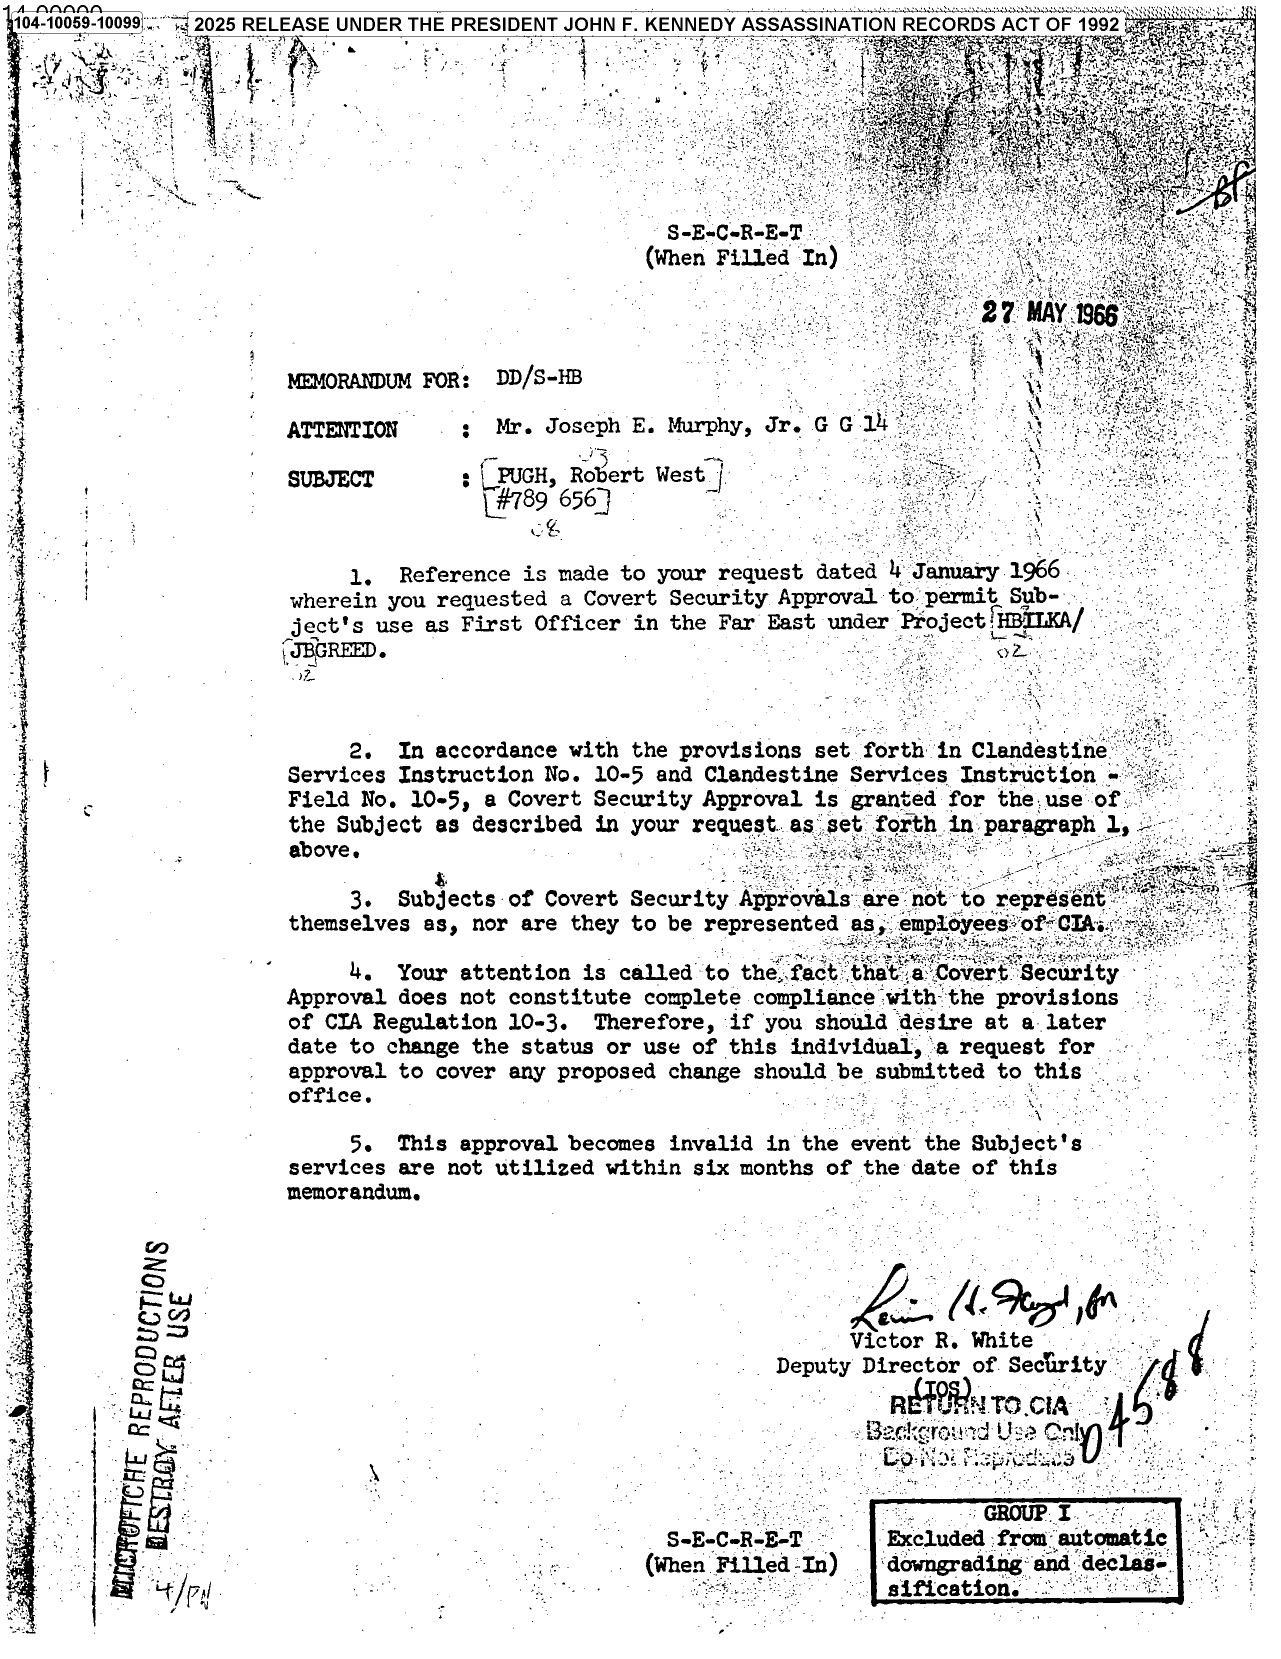 104-10059-10099
2025 RELEASE UNDER THE PRESIDENT JOHN F. KENNEDY ASSASSINATION RECORDS ACT OF 1992
S-E-C-R-E-T
(When Filled In)
27 MAY 1966
MEMORANDUM FOR: DD/S-HB
ATTENTION : Mr. Joseph E. Murphy, Jr. G G 14
03
SUBJECT : PUGH, Robert West
#789 656
08
1. Reference is made to your request dated 4 January 1966
wherein you requested a Covert Security Approval to permit Sub-
ject's use as First Officer in the Far East under Project HBILKA/
JBGREED.
02
02
2. In accordance with the provisions set forth in Clandestine
Services Instruction No. 10-5 and Clandestine Services Instruction -
Field No. 10-5, a Covert Security Approval is granted for the use of
the Subject as described in your request as set forth in paragraph 1,
above.
3. Subjects of Covert Security Approvals are not to represent
themselves as, nor are they to be represented as, employees of CIA.
4. Your attention is called to the fact that a Covert Security
Approval does not constitute complete compliance with the provisions
of CIA Regulation 10-3. Therefore, if you should desire at a later
date to change the status or use of this individual, a request for
approval to cover any proposed change should be submitted to this
office.
5. This approval becomes invalid in the event the Subject's
services are not utilized within six months of the date of this
memorandum.
Victor R. White
Deputy Director of Security
(IOS)
RETURN TO CIA
Background Use Only
Do Not Reproduce
04588
MICROFICHE REPRODUCTIONS
DESTROY AFTER USE
4/PN
S-E-C-R-E-T
(When Filled In)
GROUP I
Excluded from automatic
downgrading and declas-
sification.